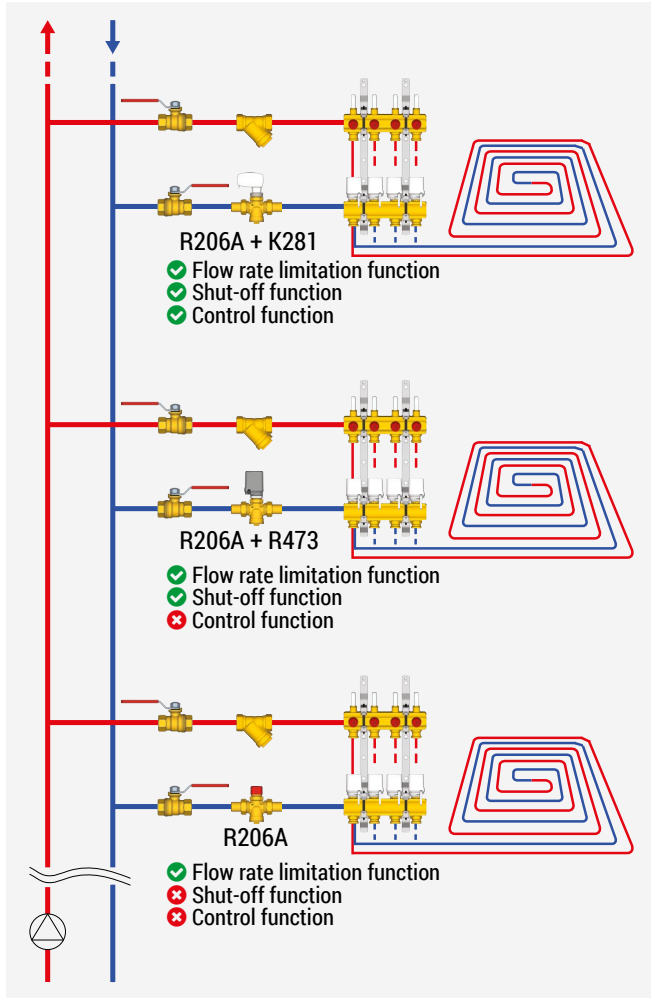 R206A + K281
Flow rate limitation function
Shut-off function
Control function
R206A + R473
Flow rate limitation function
Shut-off function
Control function
R206A
Flow rate limitation function
Shut-off function
Control function